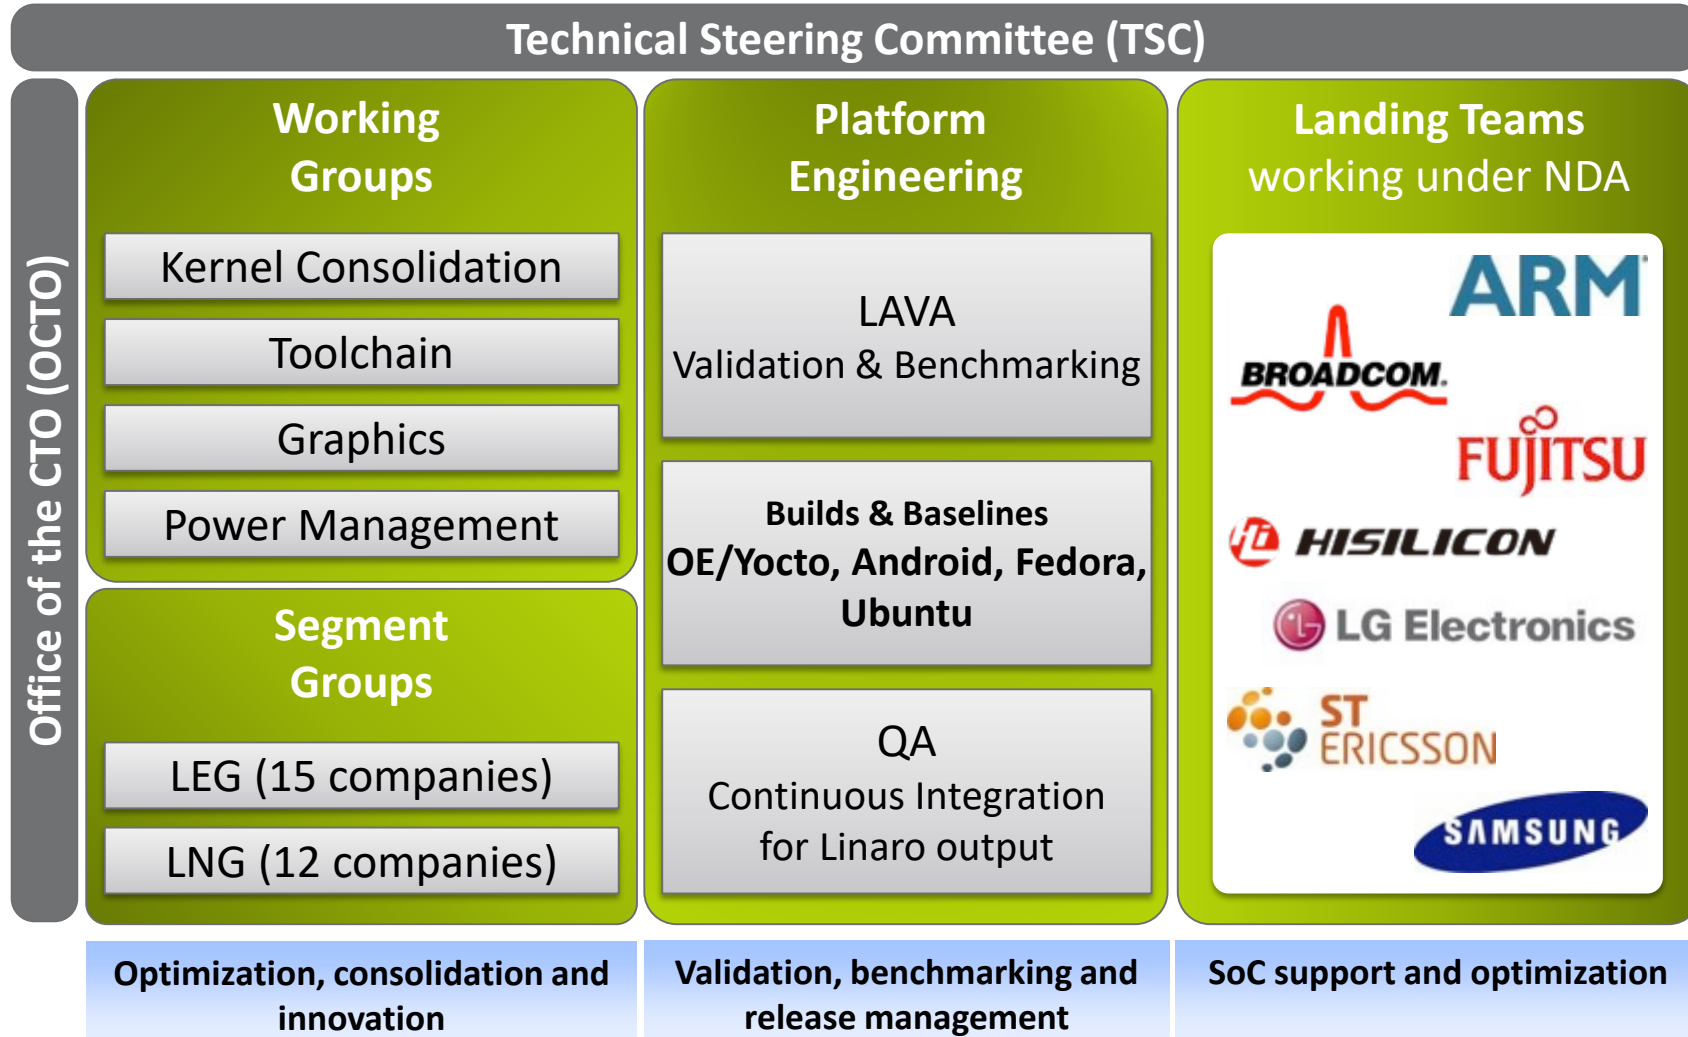 Technical Steering Committee (TSC)
Office of the CTO (OCTO)
Working
Groups
Kernel Consolidation
Toolchain
Graphics
Power Management
Segment
Groups
LEG (15 companies)
LNG (12 companies)
Optimization, consolidation and
innovation
Platform
Engineering
LAVA
Validation & Benchmarking
Builds & Baselines
OE/Yocto, Android, Fedora,
Ubuntu
QA
Continuous Integration
for Linaro output
Validation, benchmarking and
release management
Landing Teams
working under NDA
ARM
BROADCOM.
FUJITSU
Hi HISILICON
LG Electronics
ST
ERICSSON
SAMSUNG
SoC support and optimization